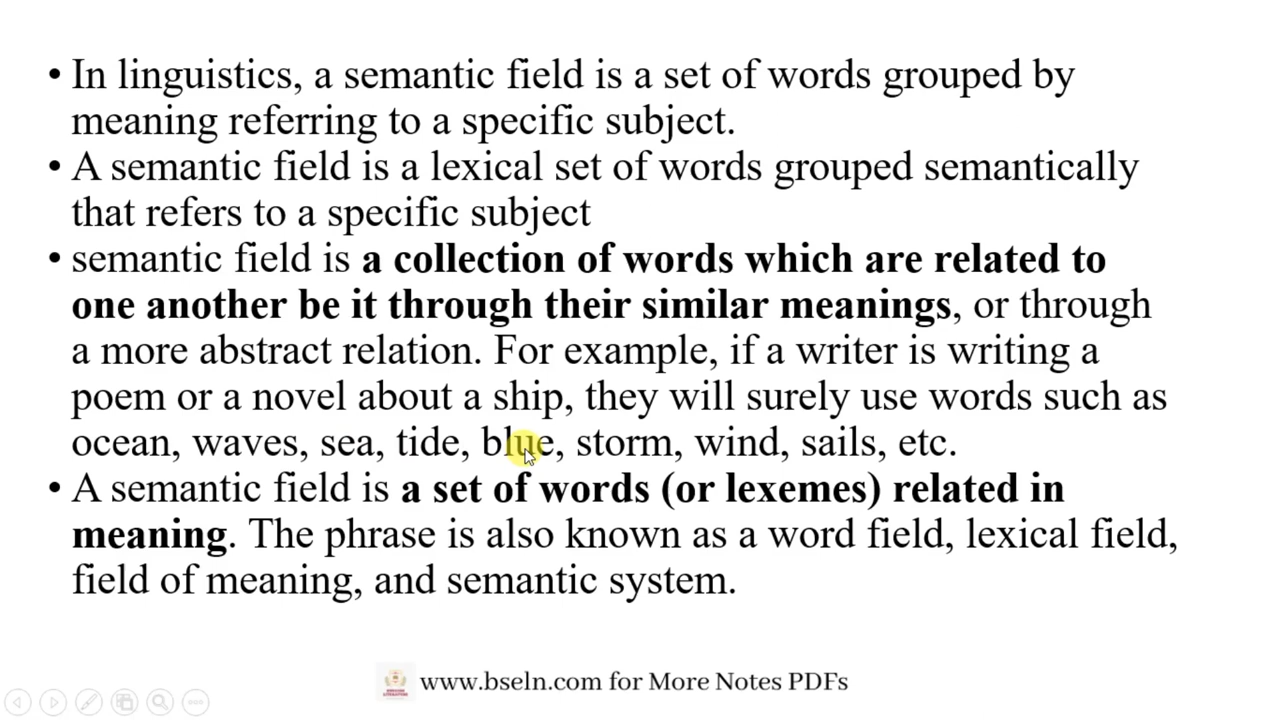 • In linguistics, a semantic field is a set of words grouped by
meaning referring to a specific subject.
• A semantic field is a lexical set of words grouped semantically
that refers to a specific subject
• semantic field is a collection of words which are related to
one another be it through their similar meanings, or through
a more abstract relation. For example, if a writer is writing a
poem or a novel about a ship, they will surely use words such as
ocean, waves, sea, tide, blue, storm, wind, sails, etc.
• A semantic field is a set of words (or lexemes) related in
meaning. The phrase is also known as a word field, lexical field,
field of meaning, and semantic system.
www.bseln.com for More Notes PDFs